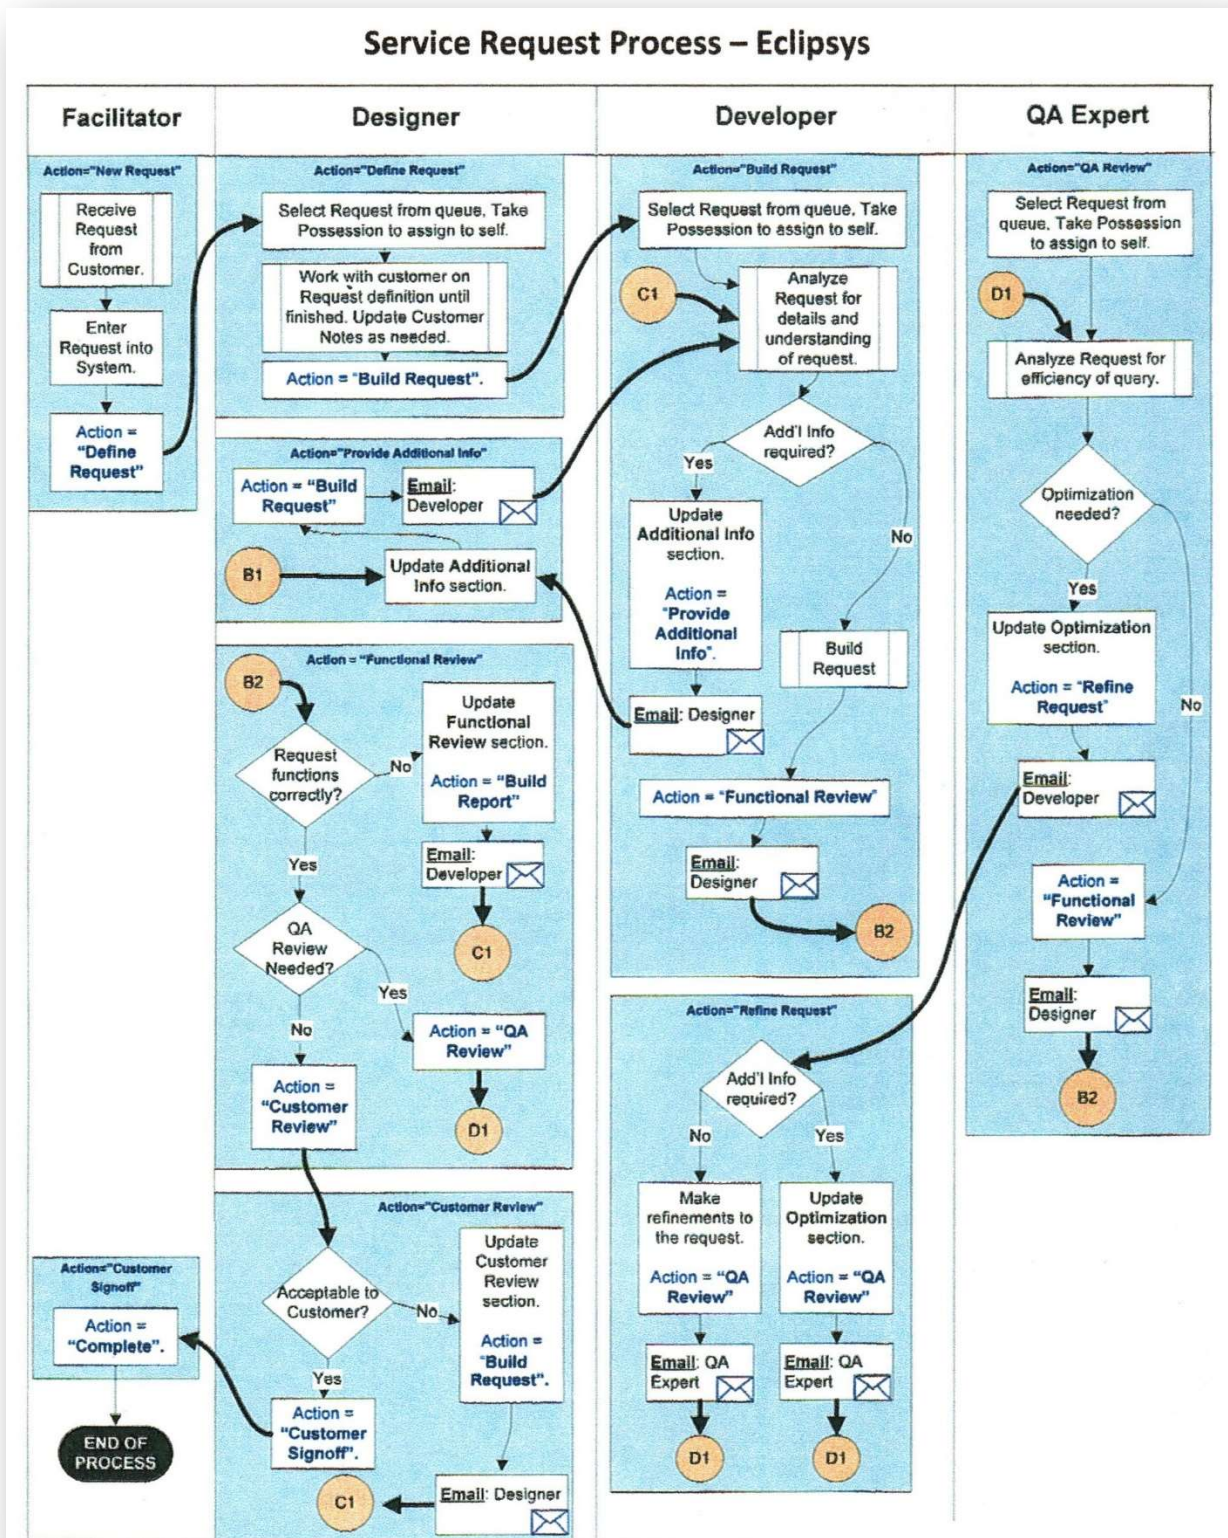 Service Request Process – Eclipsys
Facilitator
Designer
Developer
QA Expert
Action="New Request"
Receive
Request
from
Customer.
Enter
Request into
System.
Action =
"Define
Request"
Action="Define Request"
Select Request from queue, Take
Possession to assign to self.
Work with customer on
Request definition until
finished. Update Customer
Notes as needed.
Action = "Build Request".
Action="Provide Additional Info"
Action = "Build
Request"
Email:
Developer
B1
Update Additional
Info section.
Action = "Functional Review"
B2
Request
functions
correctly?
No
Update
Functional
Review section.
Action = "Build
Report"
Email:
Developer
C1
Yes
QA
Review
Needed?
Yes
Action = "QA
Review"
D1
No
Action =
"Customer
Review"
Action="Customer Review"
Acceptable to
Customer?
No
Update
Customer
Review
section.
Action =
"Build
Request".
Yes
Action =
"Customer
Signoff".
Email: Designer
C1
Action="Customer
Signoff"
Action =
"Complete".
END OF
PROCESS
Action="Build Request"
Select Request from queue, Take
Possession to assign to self.
C1
Analyze
Request for
details and
understanding
of request.
Add'l Info
required?
Yes
Update
Additional Info
section.
Action =
"Provide
Additional
Info".
Email: Designer
No
Build
Request
Action = "Functional Review"
Email:
Designer
B2
Action="Refine Request"
Add'l Info
required?
No
Make
refinements to
the request.
Action = "QA
Review"
Email: QA
Expert
D1
Yes
Update
Optimization
section.
Action = "QA
Review"
Email: QA
Expert
D1
Action="QA Review"
Select Request from
queue, Take Possession
to assign to self.
D1
Analyze Request for
efficiency of query.
Optimization
needed?
Yes
Update Optimization
section.
Action = "Refine
Request"
No
Email:
Developer
Action =
"Functional
Review"
Email:
Designer
B2